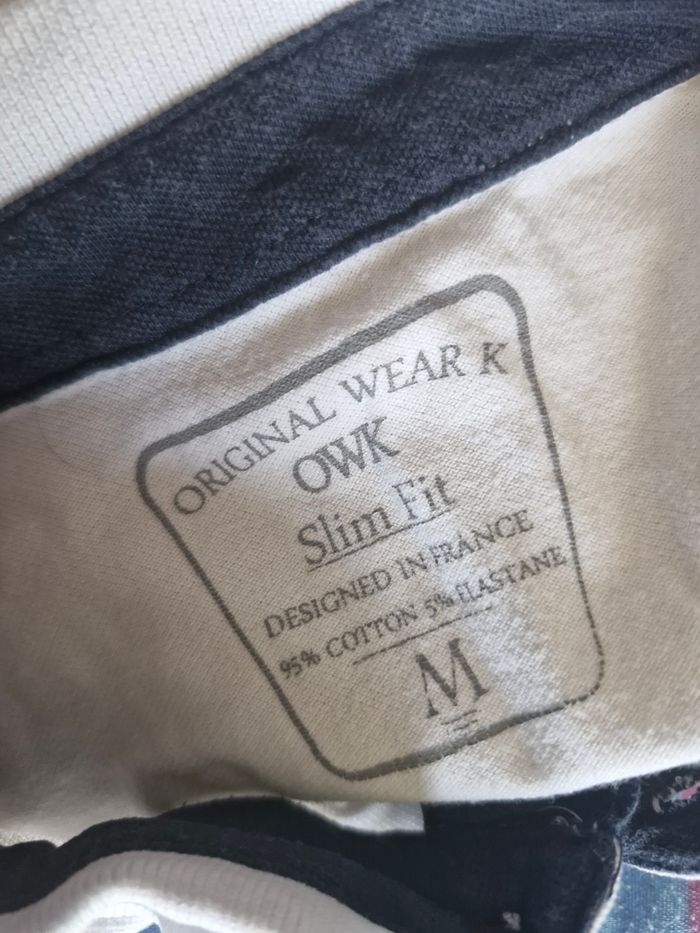 ORIGINAL WEAR K
OWK
Slim Fit
DESIGNED IN FRANCE
95% COTTON 5% ELASTANE
M